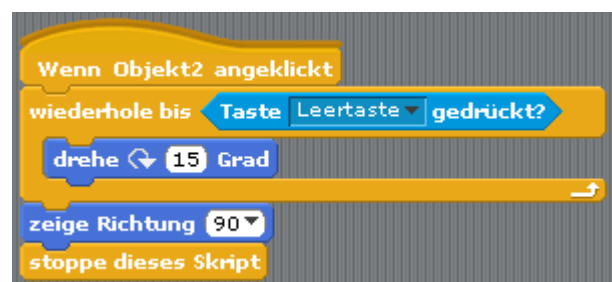 Wenn Objekt2 angeklickt
wiederhole bis Taste Leertaste gedrückt?
drehe 15 Grad
zeige Richtung 90
stoppe dieses Skript